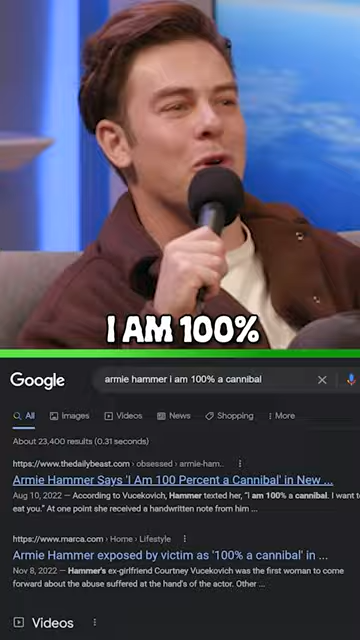 I AM 100%
Google
armie hammer i am 100% a cannibal
All Images Videos News Shopping More
About 23,400 results (0.31 seconds)
https://www.thedailybeast.com › obsessed › armie-ham..
Armie Hammer Says 'I Am 100 Percent a Cannibal' in New ...
Aug 10, 2022 — According to Vucekovich, Hammer texted her, "I am 100% a cannibal. I want to
eat you." At one point she received a handwritten note from him ...
https://www.marca.com › Home › Lifestyle
Armie Hammer exposed by victim as '100% a cannibal' in ...
Nov 8, 2022 — Hammer's ex-girlfriend Courtney Vucekovich was the first woman to come
forward about the abuse suffered at the hand's of the actor. Other ...
Videos